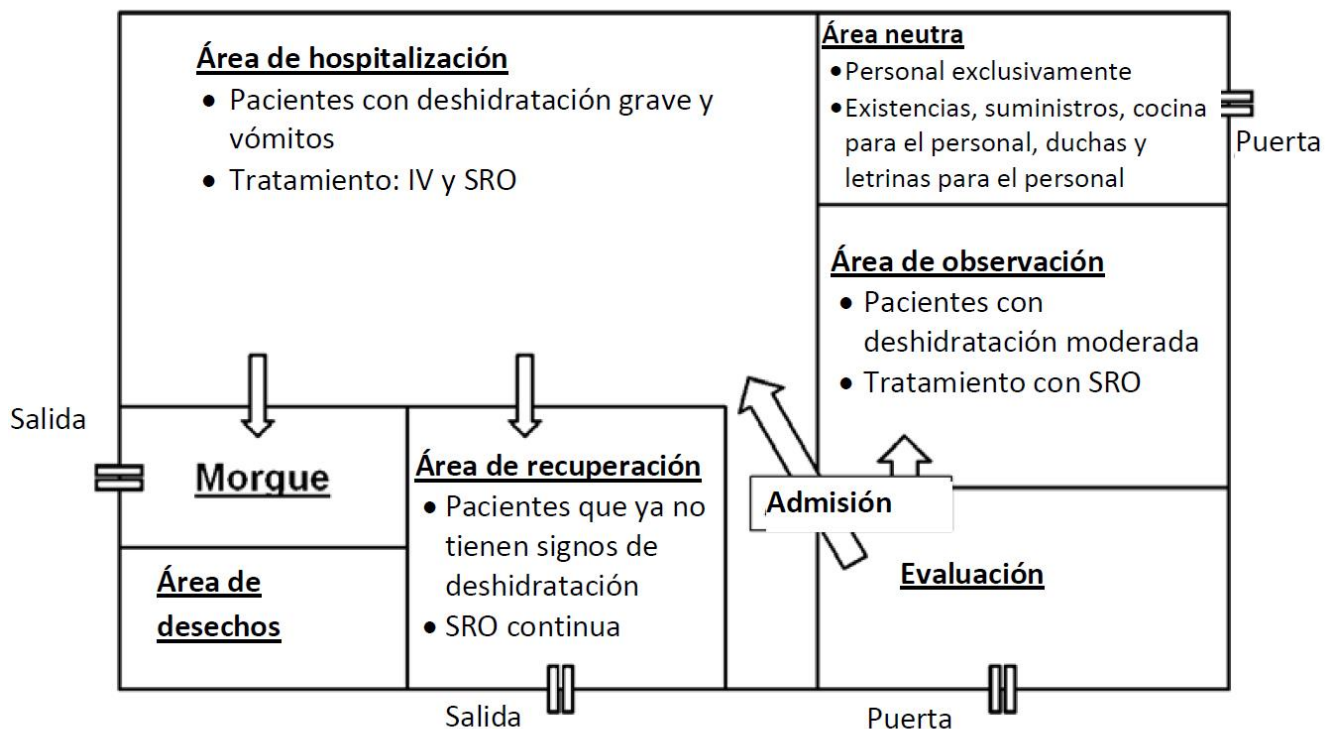 Área de hospitalización
• Pacientes con deshidratación grave y
vómitos
• Tratamiento: IV y SRO
Área neutra
• Personal exclusivamente
• Existencias, suministros, cocina
para el personal, duchas y
letrinas para el personal
Puerta
Área de observación
• Pacientes con
deshidratación moderada
• Tratamiento con SRO
Salida
Morgue
Área de recuperación
• Pacientes que ya no
tienen signos de
deshidratación
• SRO continua
Admisión
Evaluación
Área de
desechos
Salida
Puerta